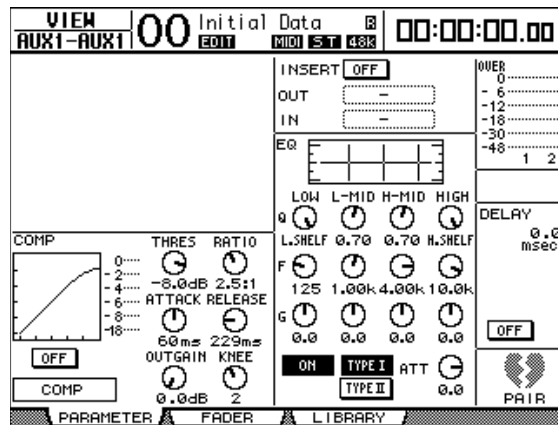 VIEW
AUX1-AUX1
00
Initial Data B
EDIT
MIDI ST 48K
00:00:00.00
INSERT OFF
OUT -
IN -
EQ
LOW L-MID H-MID HIGH
Q
L.SHELF 0.70 0.70 H.SHELF
F
125 1.00k 4.00k 10.0k
G
0.0 0.0 0.0 0.0
ON TYPE I ATT
TYPE II 0.0
OVER
0
- 6
-12
-18
-30
-48
1 2
DELAY
0.0
msec
OFF
PAIR
COMP
0
- 2
- 4
- 6
- 8
-18
OFF
COMP
THRES RATIO
-8.0dB 2.5:1
ATTACK RELEASE
60ms 229ms
OUTGAIN KNEE
0.0dB 2
PARAMETER FADER LIBRARY